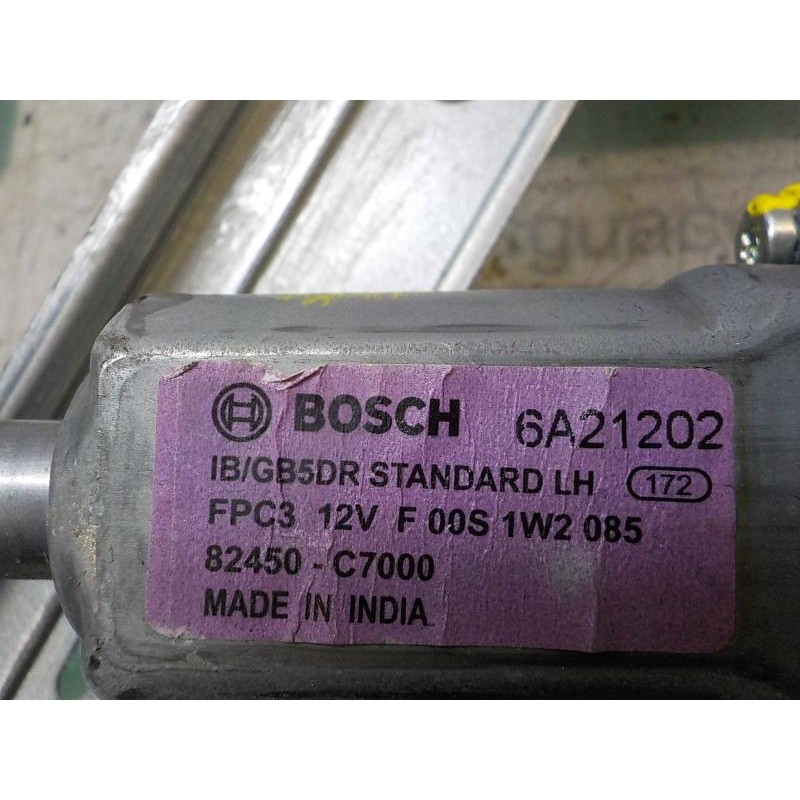 BOSCH 6A21202
IB/GB5DR STANDARD LH 172
FPC3 12V F 00S 1W2 085
82450 - C7000
MADE IN INDIA